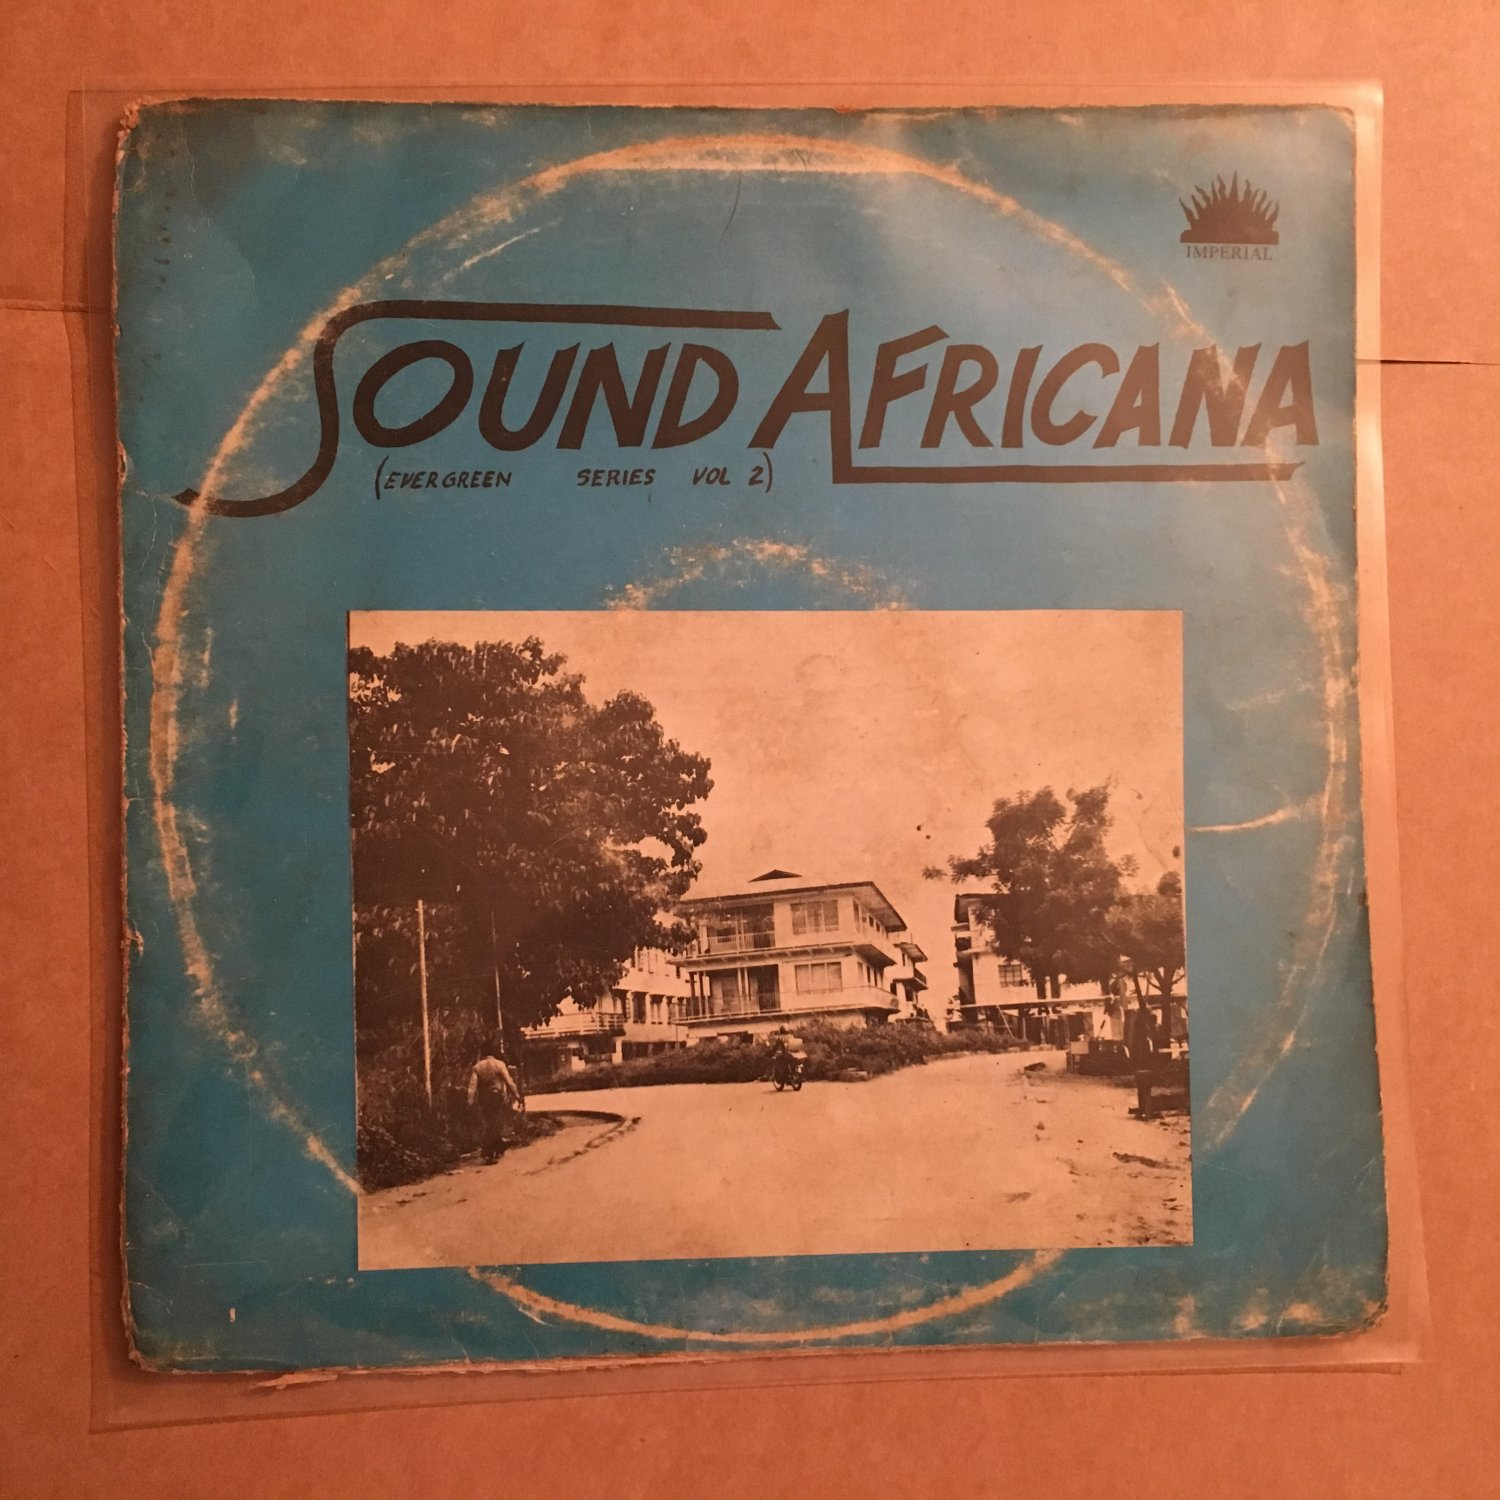 IMPERIAL
SOUND AFRICANA
(EVERGREEN SERIES VOL 2)